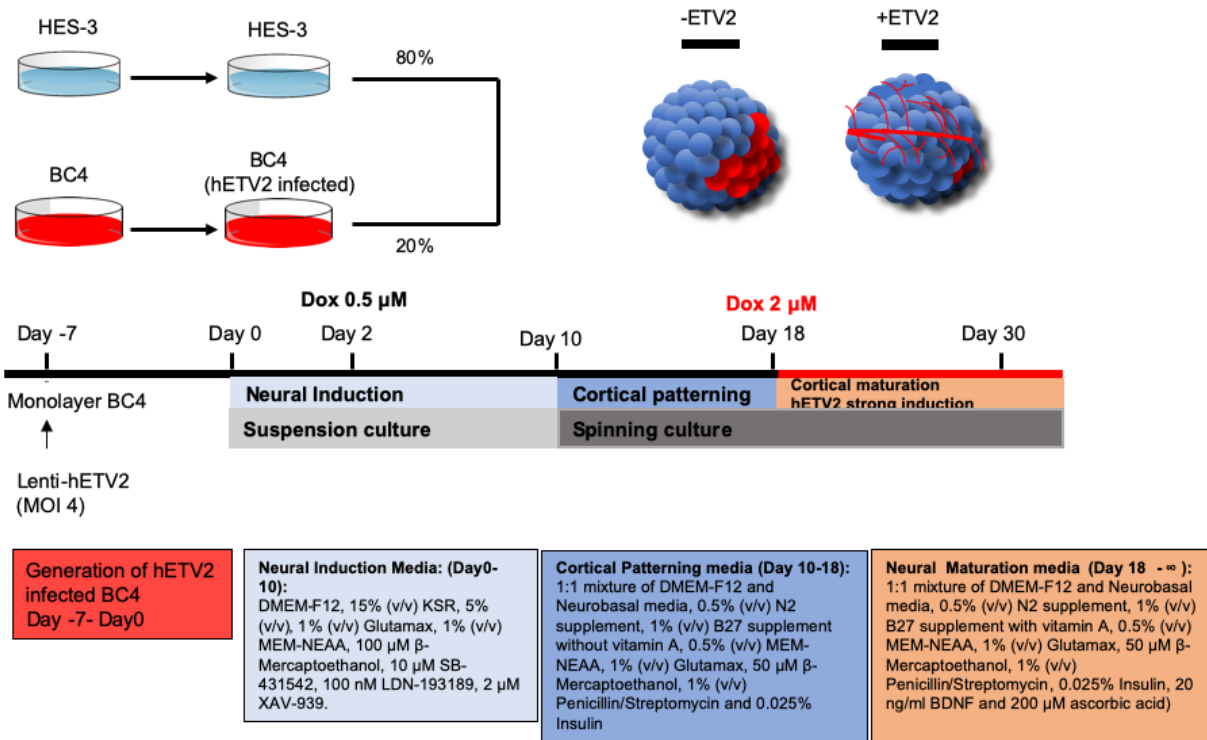 HES-3
HES-3
80%
BC4
BC4
(hETV2 infected)
20%
-ETV2
+ETV2
Dox 0.5 µM
Dox 2 µM
Day -7
Day 0
Day 2
Day 10
Day 18
Day 30
Monolayer BC4
Neural Induction
Cortical patterning
Cortical maturation
hETV2 strong induction
Suspension culture
Spinning culture
Lenti-hETV2
(MOI 4)
Generation of hETV2
infected BC4
Day -7- Day0
Neural Induction Media: (Day0-
10):
DMEM-F12, 15% (v/v) KSR, 5%
(v/v), 1% (v/v) Glutamax, 1% (v/v)
MEM-NEAA, 100 µM β-
Mercaptoethanol, 10 µM SB-
431542, 100 nM LDN-193189, 2 µM
XAV-939.
Cortical Patterning media (Day 10-18):
1:1 mixture of DMEM-F12 and
Neurobasal media, 0.5% (v/v) N2
supplement, 1% (v/v) B27 supplement
without vitamin A, 0.5% (v/v) MEM-
NEAA, 1% (v/v) Glutamax, 50 µM β-
Mercaptoethanol, 1% (v/v)
Penicillin/Streptomycin and 0.025%
Insulin
Neural Maturation media (Day 18 -∞ ):
1:1 mixture of DMEM-F12 and Neurobasal
media, 0.5% (v/v) N2 supplement, 1% (v/v)
B27 supplement with vitamin A, 0.5% (v/v)
MEM-NEAA, 1% (v/v) Glutamax, 50 µM β-
Mercaptoethanol, 1% (v/v)
Penicillin/Streptomycin, 0.025% Insulin, 20
ng/ml BDNF and 200 µM ascorbic acid)